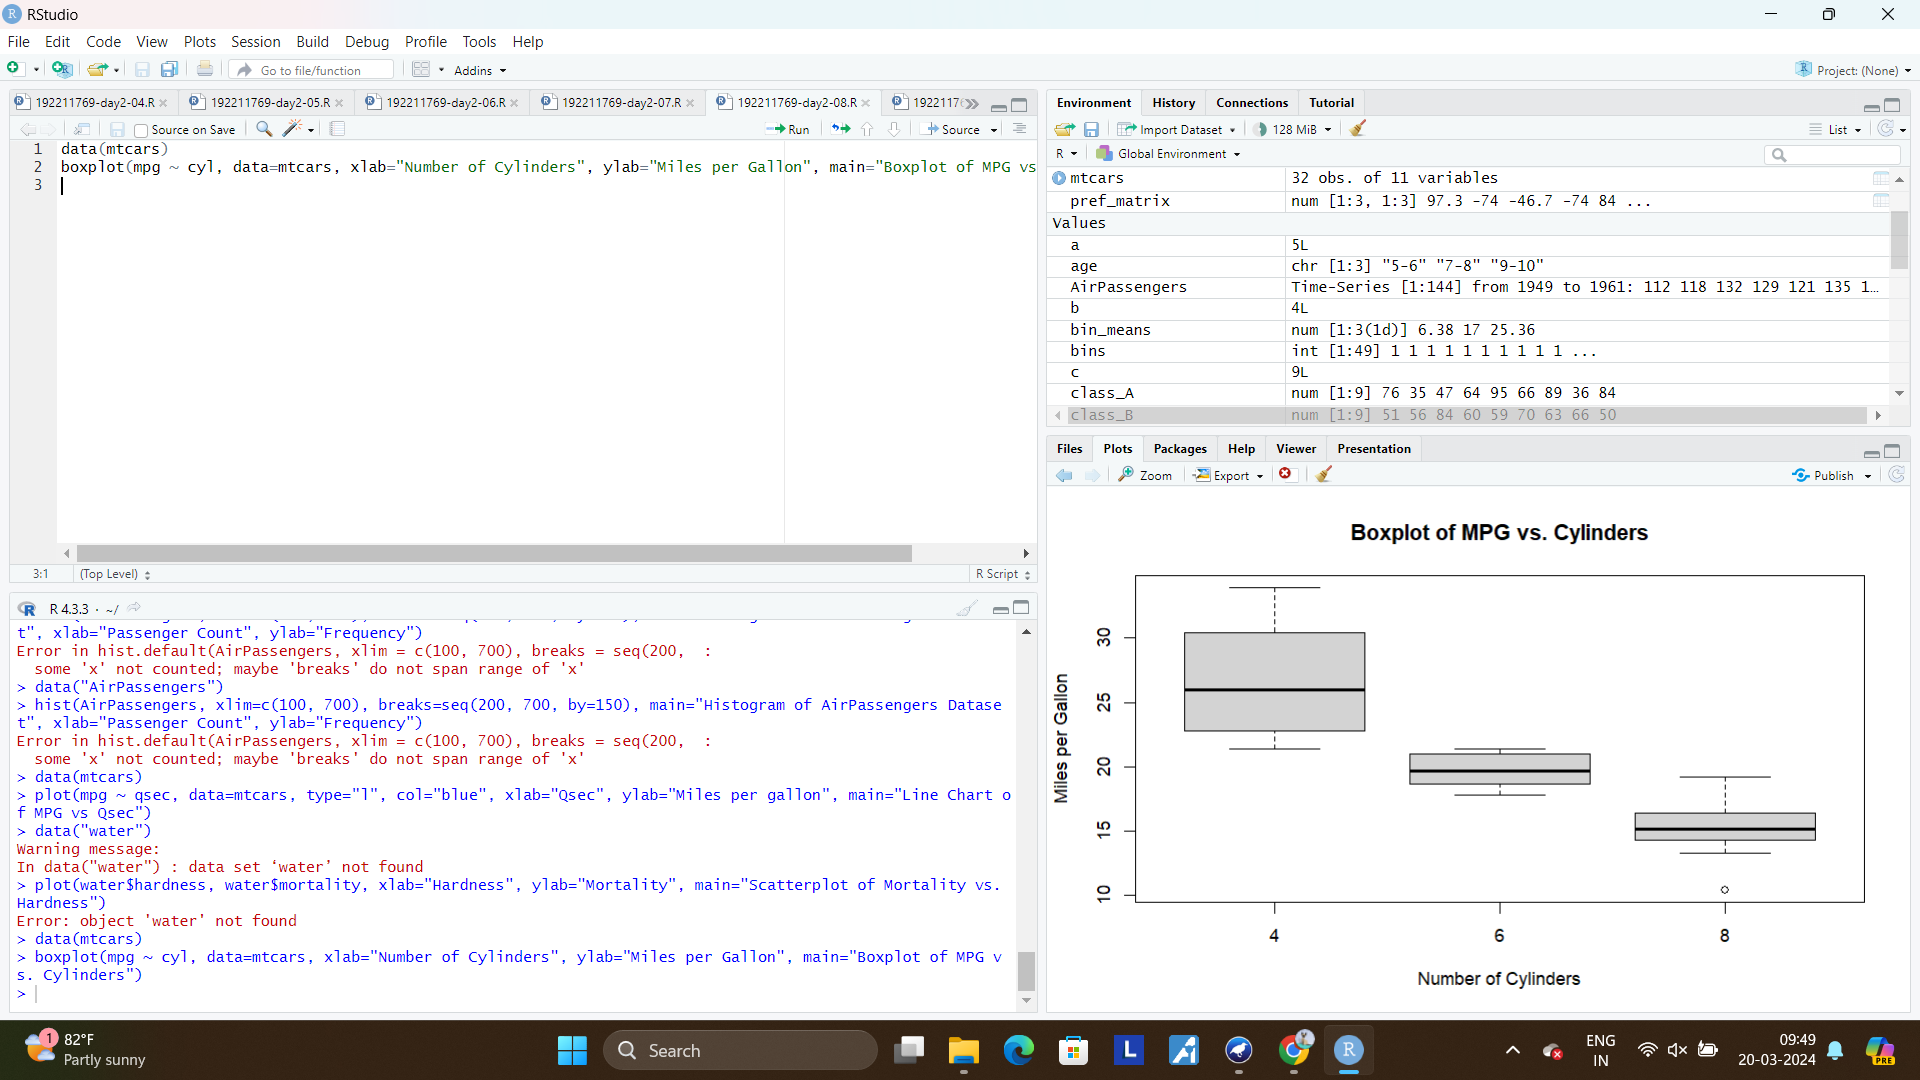 RStudio
File Edit Code View Plots Session Build Debug Profile Tools Help
Go to file/function Addins Project: (None)
192211769-day2-04.R 192211769-day2-05.R 192211769-day2-06.R 192211769-day2-07.R 192211769-day2-08.R
Source on Save Run Source
1 data(mtcars)
2 boxplot(mpg ~ cyl, data=mtcars, xlab="Number of Cylinders", ylab="Miles per Gallon", main="Boxplot of MPG vs
3
3:1 (Top Level) R Script
R 4.3.3 · ~/
t", xlab="Passenger Count", ylab="Frequency")
Error in hist.default(AirPassengers, xlim = c(100, 700), breaks = seq(200,  :
some 'x' not counted; maybe 'breaks' do not span range of 'x'
> data("AirPassengers")
> hist(AirPassengers, xlim=c(100, 700), breaks=seq(200, 700, by=150), main="Histogram of AirPassengers Datase
t", xlab="Passenger Count", ylab="Frequency")
Error in hist.default(AirPassengers, xlim = c(100, 700), breaks = seq(200,  :
some 'x' not counted; maybe 'breaks' do not span range of 'x'
> data(mtcars)
> plot(mpg ~ qsec, data=mtcars, type="l", col="blue", xlab="Qsec", ylab="Miles per gallon", main="Line Chart o
f MPG vs Qsec")
> data("water")
Warning message:
In data("water") : data set ‘water’ not found
> plot(water$hardness, water$mortality, xlab="Hardness", ylab="Mortality", main="Scatterplot of Mortality vs.
Hardness")
Error: object 'water' not found
> data(mtcars)
> boxplot(mpg ~ cyl, data=mtcars, xlab="Number of Cylinders", ylab="Miles per Gallon", main="Boxplot of MPG v
s. Cylinders")
>
Environment History Connections Tutorial
Import Dataset 128 MiB List
R Global Environment
mtcars 32 obs. of 11 variables
pref_matrix num [1:3, 1:3] 97.3 -74 -46.7 -74 84 ...
Values
a 5L
age chr [1:3] "5-6" "7-8" "9-10"
AirPassengers Time-Series [1:144] from 1949 to 1961: 112 118 132 129 121 135 1…
b 4L
bin_means num [1:3(1d)] 6.38 17 25.36
bins int [1:49] 1 1 1 1 1 1 1 1 1 1 ...
c 9L
class_A num [1:9] 76 35 47 64 95 66 89 36 84
class_B num [1:9] 51 56 84 60 59 70 63 66 50
Files Plots Packages Help Viewer Presentation
Zoom Export Publish
Boxplot of MPG vs. Cylinders
Miles per Gallon
30
25
20
15
10
4 6 8
Number of Cylinders
1
82°F
Partly sunny
Search
L
R
ENG
IN
09:49
20-03-2024
PRE